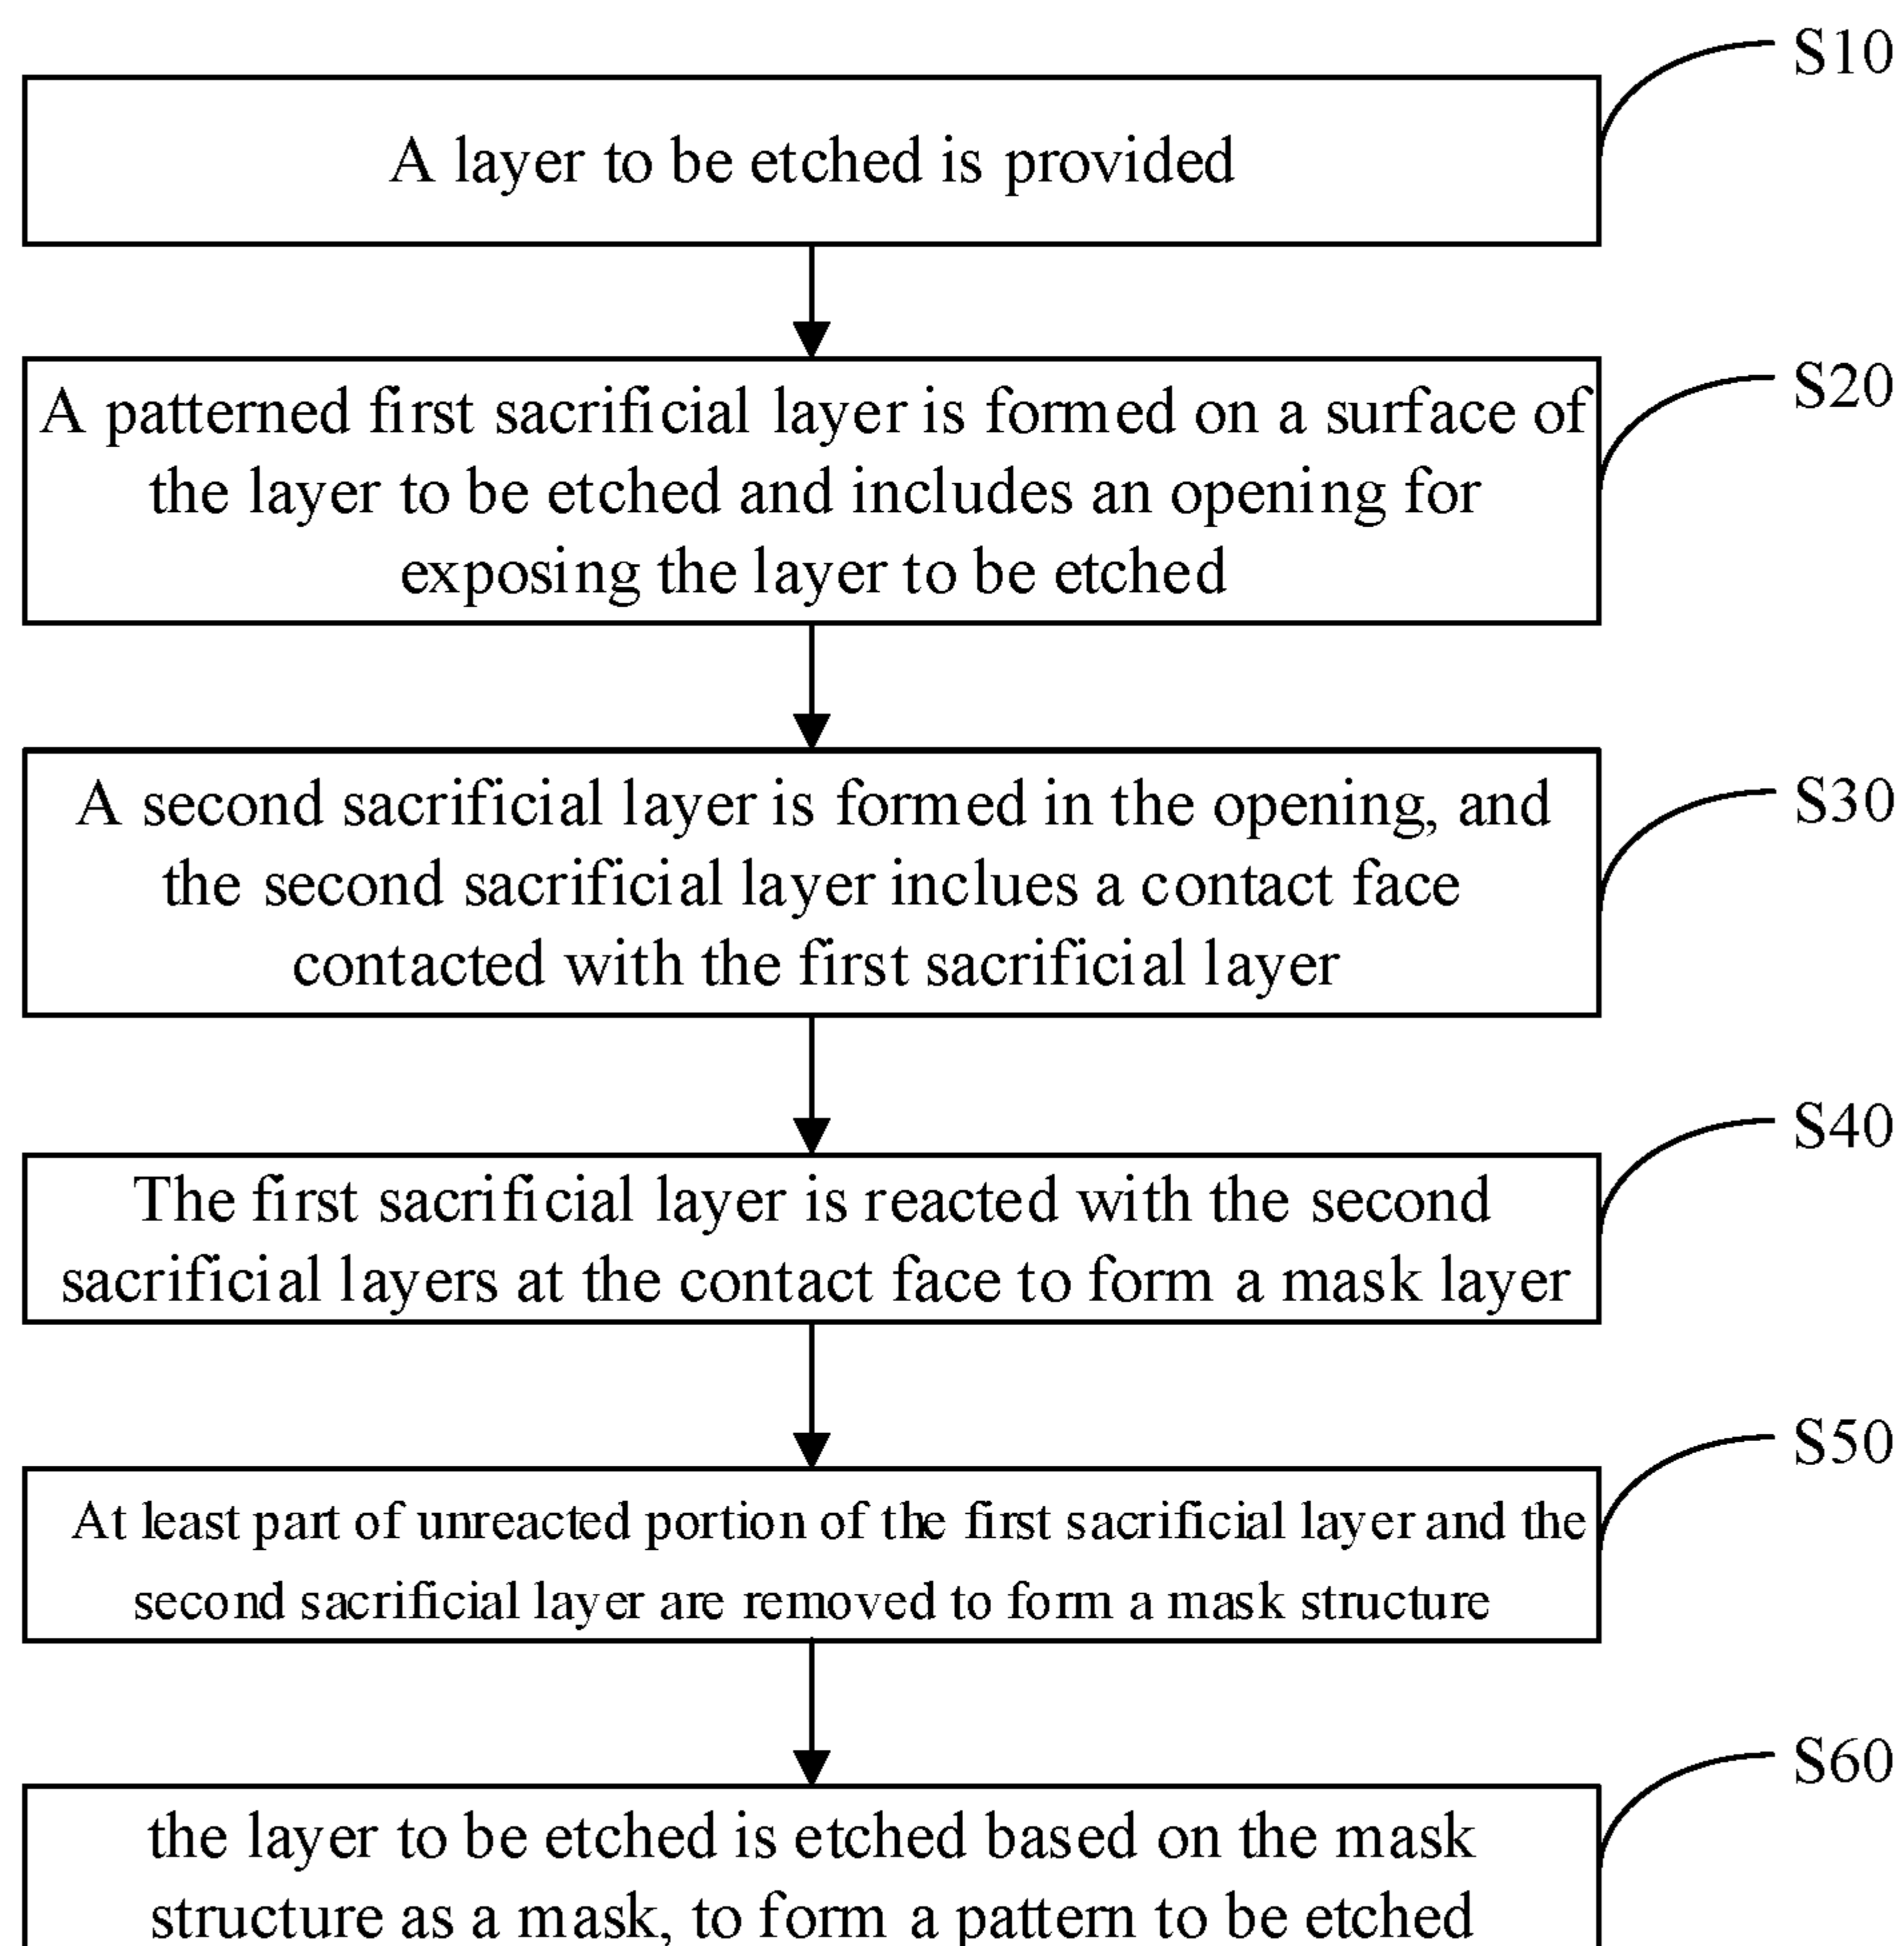 S10
A layer to be etched is provided
S20
A patterned first sacrificial layer is formed on a surface of
the layer to be etched and includes an opening for
exposing the layer to be etched
S30
A second sacrificial layer is formed in the opening, and
the second sacrificial layer inclues a contact face
contacted with the first sacrificial layer
S40
The first sacrificial layer is reacted with the second
sacrificial layers at the contact face to form a mask layer
S50
At least part of unreacted portion of the first sacrificial layer and the
second sacrificial layer are removed to form a mask structure
S60
the layer to be etched is etched based on the mask
structure as a mask, to form a pattern to be etched